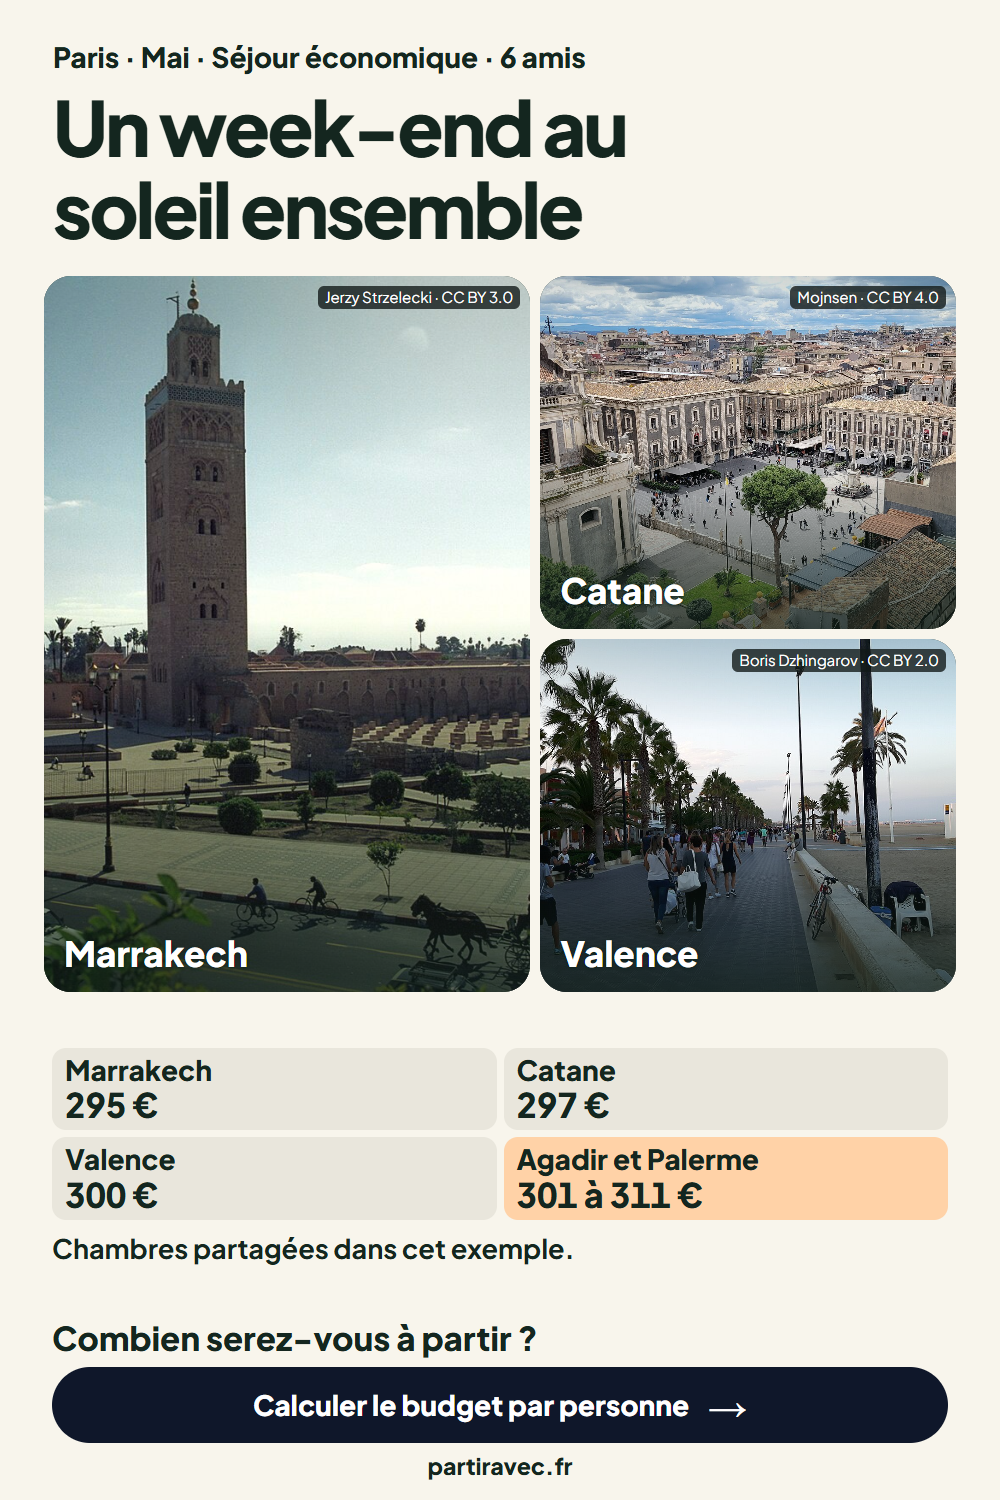 Paris · Mai · Séjour économique · 6 amis
Un week-end au
soleil ensemble
Jerzy Strzelecki · CC BY 3.0
Marrakech
Mojnsen · CC BY 4.0
Catane
Boris Dzhingarov · CC BY 2.0
Valence
Marrakech
295 €
Catane
297 €
Valence
300 €
Agadir et Palerme
301 à 311 €
Chambres partagées dans cet exemple.
Combien serez-vous à partir ?
Calculer le budget par personne →
partiravec.fr